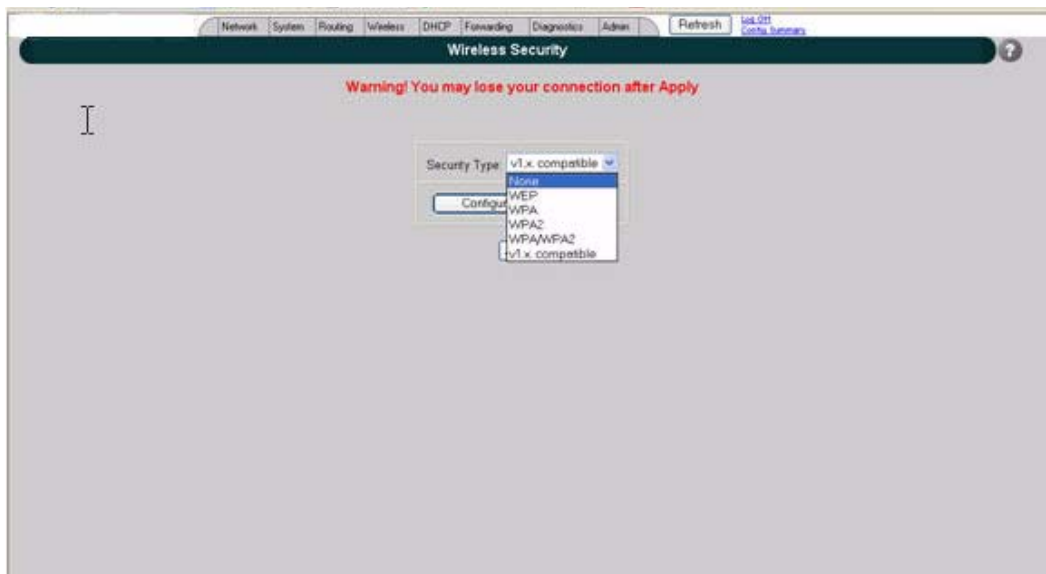 Network System Routing Wireless DHCP Forwarding Diagnostics Admin Refresh Log Off
Config Summary
Wireless Security ?
Warning! You may lose your connection after Apply
Security Type: v1.x. compatible
None
WEP
WPA
WPA2
WPA/WPA2
v1.x. compatible